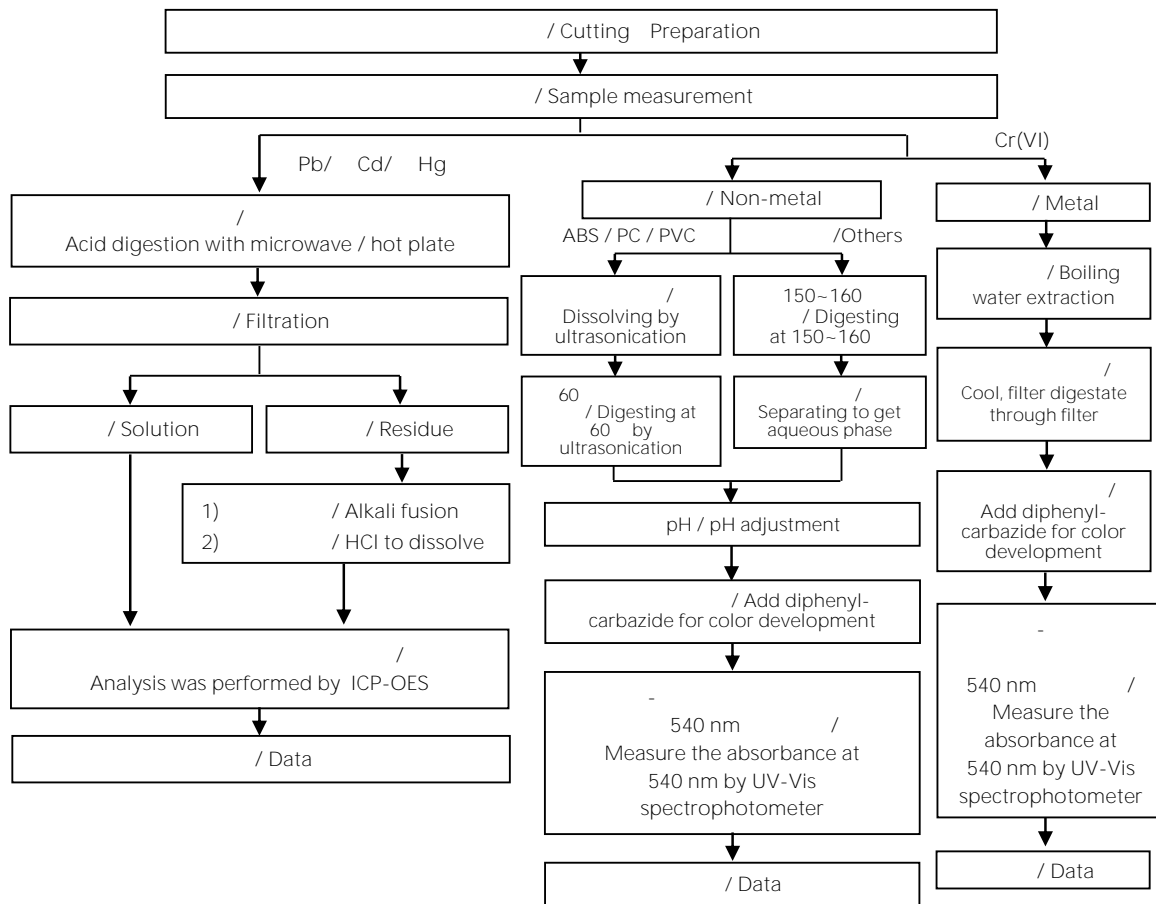 / Cutting Preparation
/ Sample measurement
Pb/ Cd/ Hg
Cr(VI)
/
Acid digestion with microwave / hot plate
/ Filtration
/ Solution
/ Residue
1) / Alkali fusion
2) / HCl to dissolve
/
Analysis was performed by ICP-OES
/ Data
/ Non-metal
ABS / PC / PVC
/Others
/
Dissolving by
ultrasonication
150~160
/ Digesting
at 150~160
60
/ Digesting at
60 by
ultrasonication
/
Separating to get
aqueous phase
pH / pH adjustment
/ Add diphenyl-
carbazide for color development
-
540 nm /
Measure the absorbance at
540 nm by UV-Vis
spectrophotometer
/ Data
/ Metal
/ Boiling
water extraction
/
Cool, filter digestate
through filter
/
Add diphenyl-
carbazide for color
development
-
540 nm /
Measure the
absorbance at
540 nm by UV-Vis
spectrophotometer
/ Data